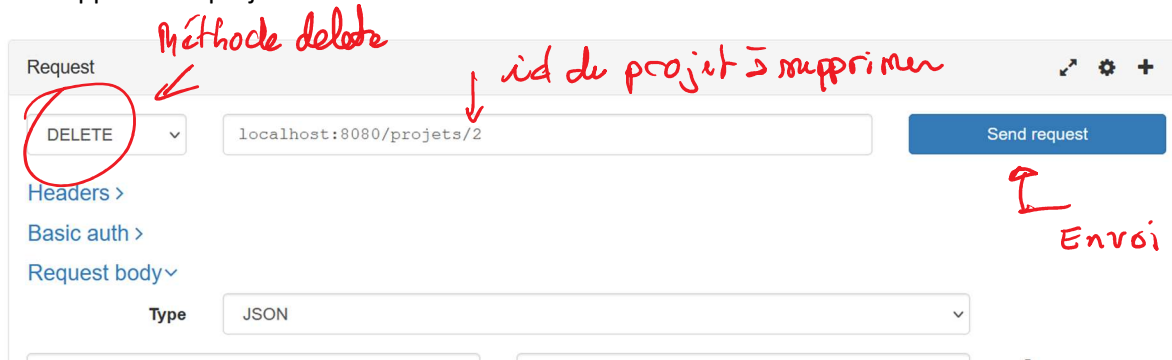 Méthode delete
Request
id de projet à supprimer
DELETE
localhost:8080/projets/2
Send request
Headers >
Basic auth >
Envoi
Request body
Type
JSON